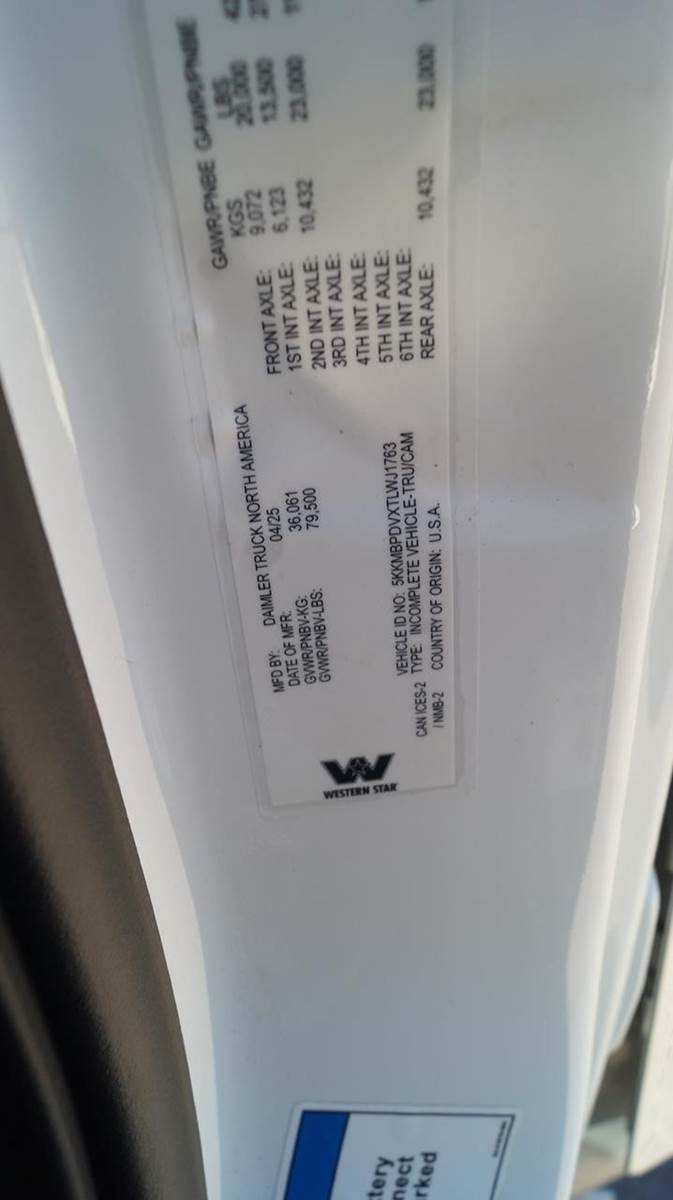 GAWR/PNBE GAWR/PNBE
KGS LBS
FRONT AXLE: 9,072 20,000
1ST INT AXLE: 6,123 13,500
2ND INT AXLE: 10,432 23,000
3RD INT AXLE:
4TH INT AXLE:
5TH INT AXLE:
6TH INT AXLE:
REAR AXLE: 10,432 23,000
MFD BY: DAIMLER TRUCK NORTH AMERICA
DATE OF MFR: 04/25
GVWR/PNBV-KG: 36,061
GVWR/PNBV-LBS: 79,500
VEHICLE ID NO: 5KKMBPDVXTLWJ1763
CAN ICES-2 TYPE: INCOMPLETE VEHICLE-TRU/CAM
/ NMB-2 COUNTRY OF ORIGIN: U.S.A.
WESTERN STAR
tery
nect
rked